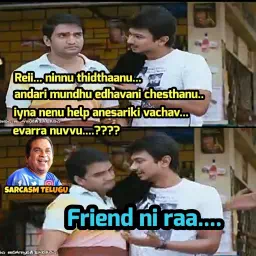 Reii... ninnu thidthaanu...
andari mundhu edhavani chesthanu..
iyna nenu help anesariki vachav...
evarra nuvvu....????
SARCASM TELUGU
Friend ni raa....